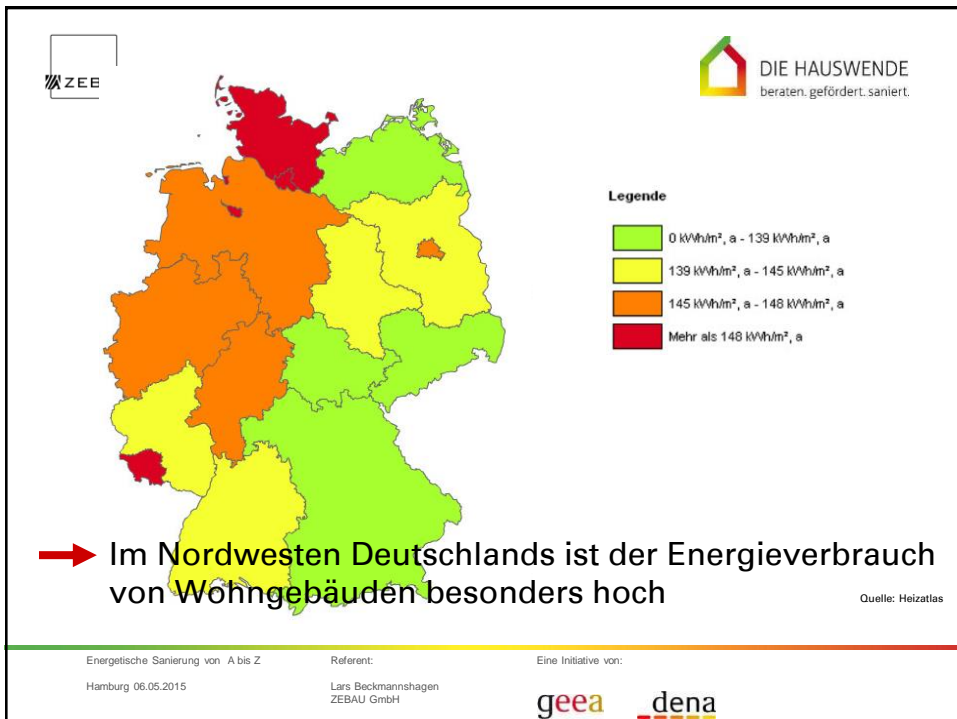 ZEB
DIE HAUSWENDE
beraten. gefördert. saniert.
Legende
0 kWh/m², a - 139 kWh/m², a
139 kWh/m², a - 145 kWh/m², a
145 kWh/m², a - 148 kWh/m², a
Mehr als 148 kWh/m², a
Im Nordwesten Deutschlands ist der Energieverbrauch
von Wohngebäuden besonders hoch
Quelle: Heizatlas
Energetische Sanierung von A bis Z
Hamburg 06.05.2015
Referent:
Lars Beckmannshagen
ZEBAU GmbH
Eine Initiative von:
geea
dena